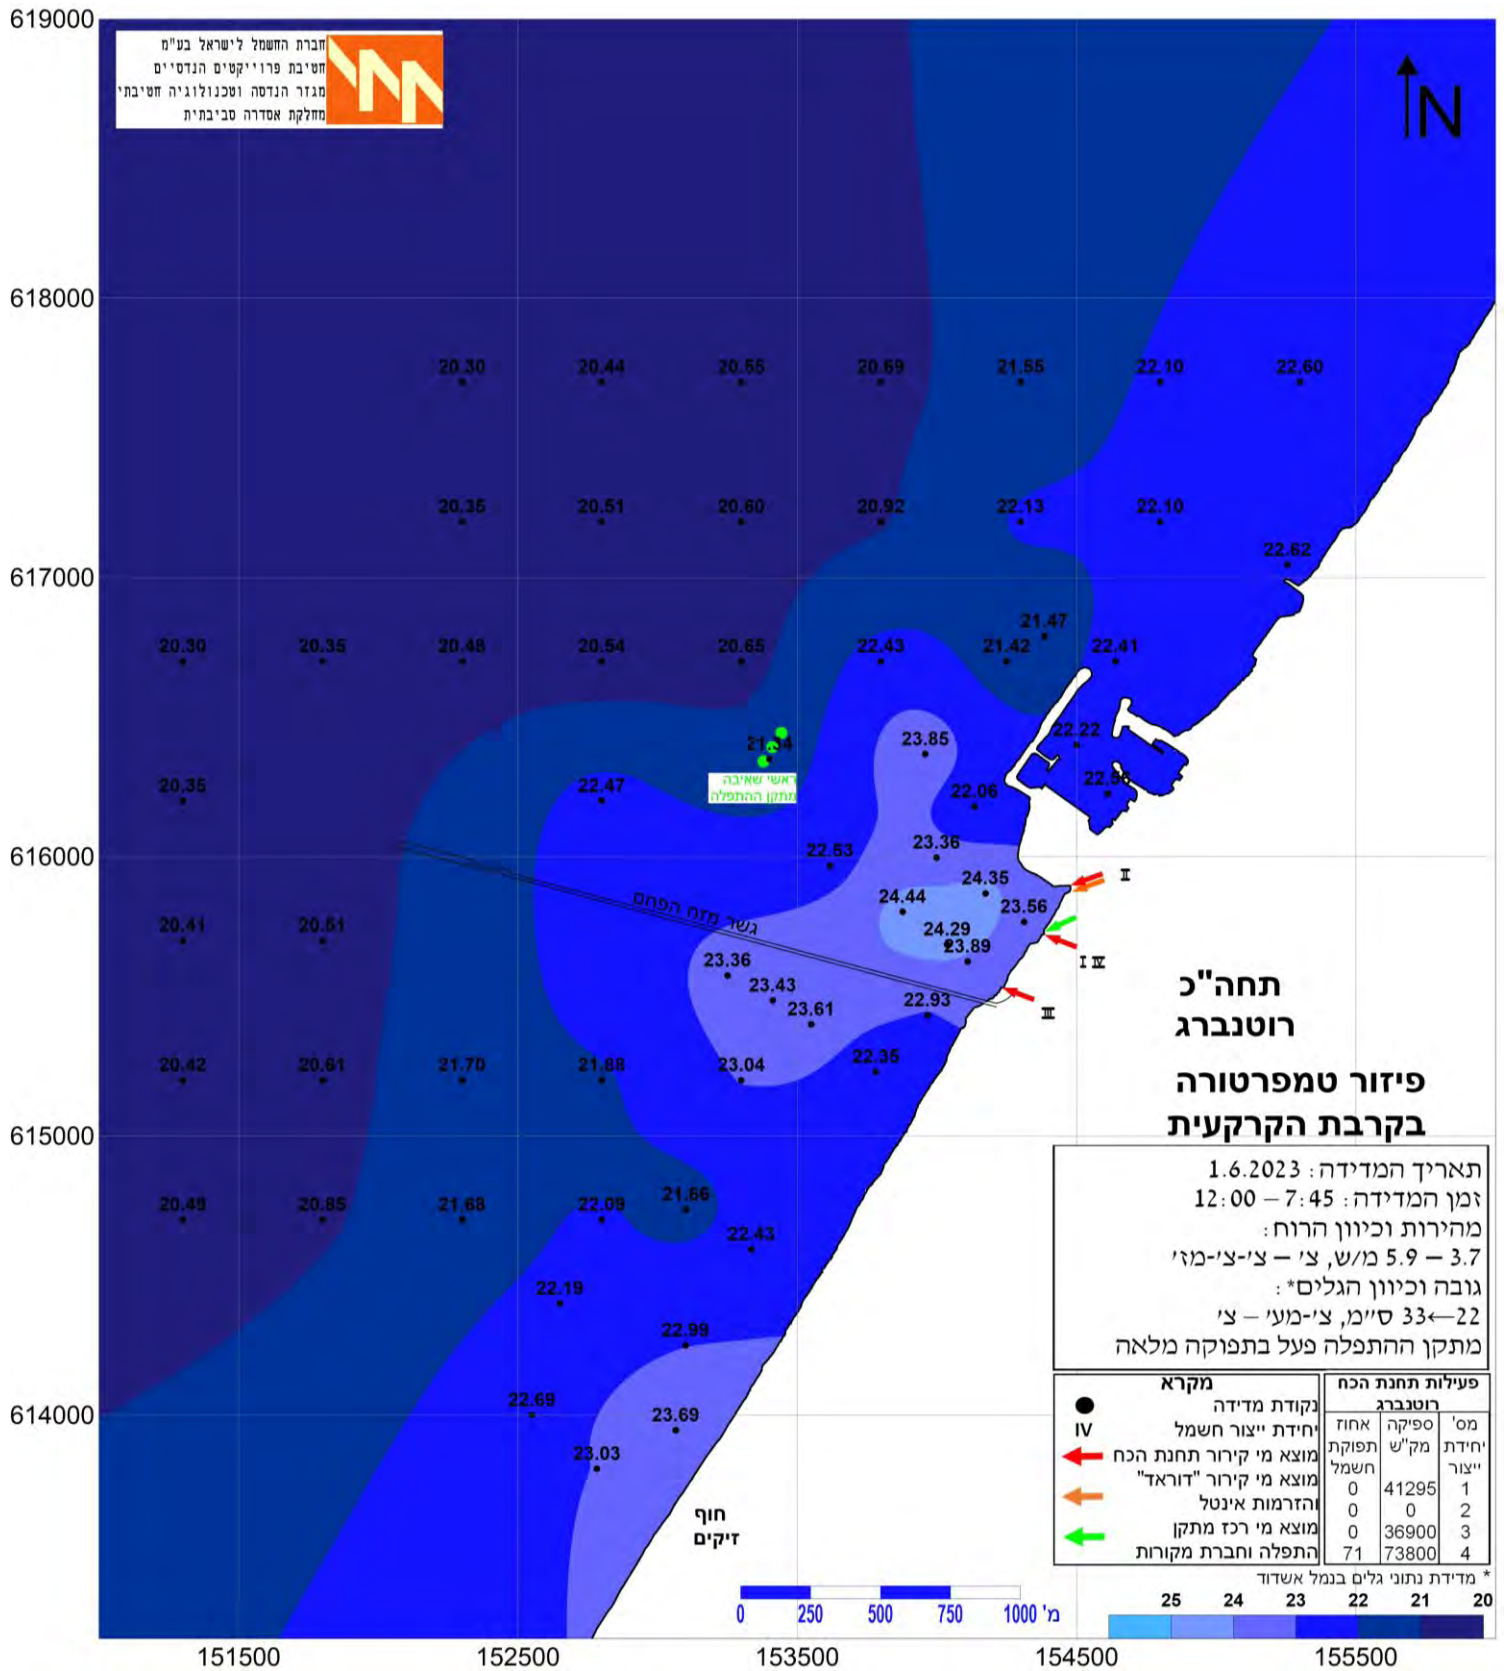 619000
חברת החשמל לישראל בע"מ
חטיבת פרוייקטים הנדסיים
מגזר הנדסה וטכנולוגיה חטיבתי
מחלקת אסדרה סביבתית
N
618000
20.30 20.44 20.55 20.69 21.55 22.10 22.60
20.35 20.51 20.60 20.92 22.13 22.10
22.62
617000
21.47
20.30 20.35 20.48 20.54 20.65 22.43 21.42 22.41
22.22
23.85
21.34
ראשי שאיבה
מתקן ההתפלה
20.35 22.47 22.06
616000
22.53 23.36
24.35 II
24.44 23.56
גשר מזח הפחם
20.41 20.51 24.29
23.89
23.36 I IV
23.43
23.61 22.93 III
תחה"כ
רוטנברג
20.42 20.61 21.70 21.88 23.04 22.35
פיזור טמפרטורה
בקרבת הקרקעית
615000
תאריך המדידה: 1.6.2023
זמן המדידה: 7:45 – 12:00
מהירות וכיוון הרוח:
3.7 – 5.9 מ/ש, צ' – צ'-צ'-מז'
גובה וכיוון הגלים*:
22→33 ס"מ, צ'-מע' – צ'
מתקן ההתפלה פעל בתפוקה מלאה
20.49 20.85 21.68 22.09 21.66
22.43
22.19
22.99
614000
22.69 23.69
23.03
חוף
זיקים
מקרא
נקודת מדידה
יחידת ייצור חשמל IV
מוצא מי קירור תחנת הכח
מוצא מי קירור "דוראד"
והזרמות אינטל
מוצא מי רכז מתקן
התפלה וחברת מקורות
פעילות תחנת הכח
רוטנברג
מס' ספיקה אחוז
יחידת מק"ש תפוקת
ייצור חשמל
1 41295 0
2 0 0
3 36900 0
4 73800 71
* מדידת נתוני גלים בנמל אשדוד
25 24 23 22 21 20
0 250 500 750 1000 מ'
151500 152500 153500 154500 155500